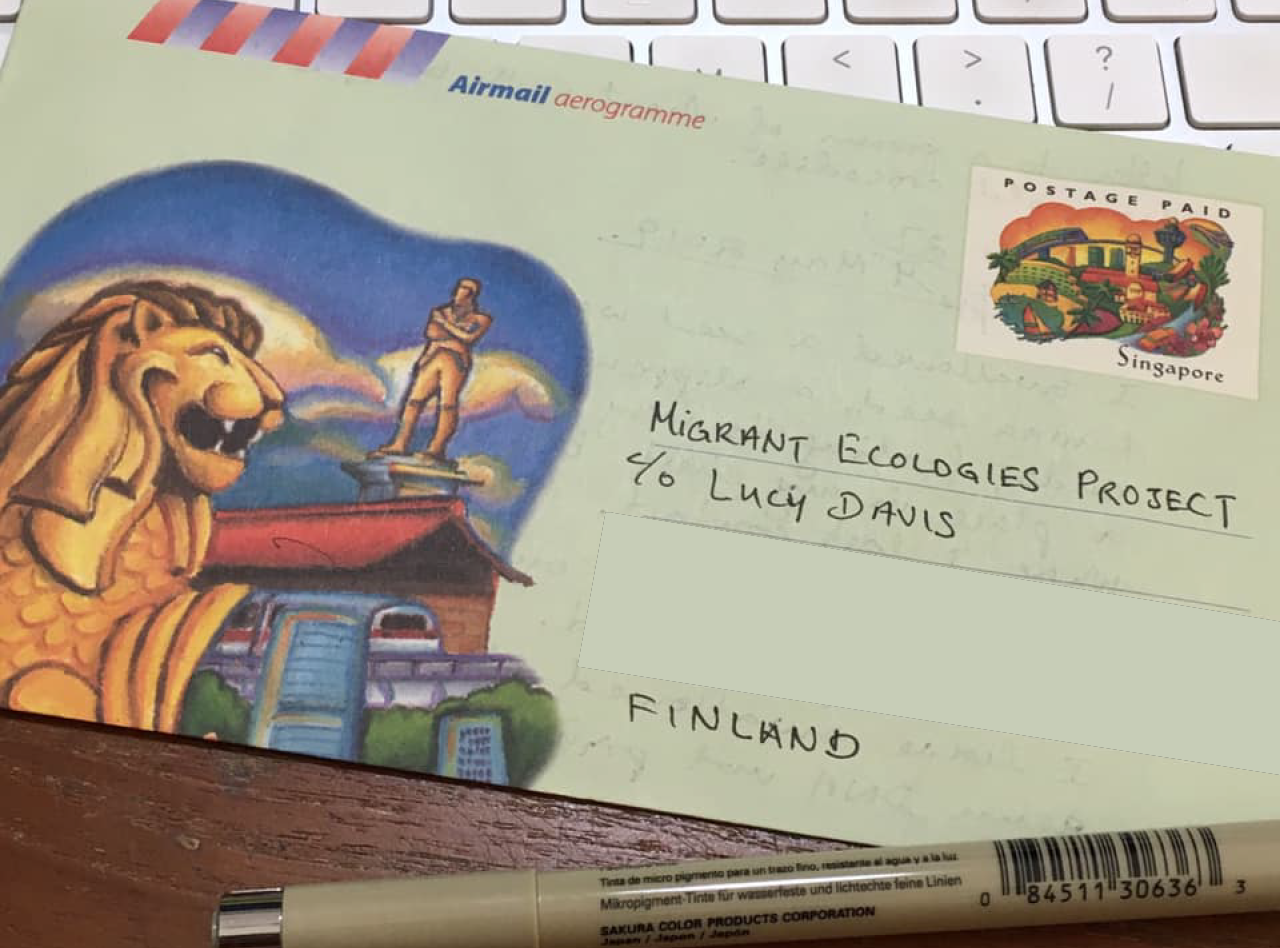 <
>
?
.
/
Airmail aerogramme
POSTAGE PAID
Singapore
MIGRANT ECOLOGIES PROJECT
c/o LUCY DAVIS
FINLAND
Tinta de micro pigmento para un trazo fino, resistente al agua y a la luz
Mikropigment-Tinte für wasserfeste und lichtechte feine Linien
SAKURA COLOR PRODUCTS CORPORATION
Japan / Japon / Japón
0 84511 30636 3